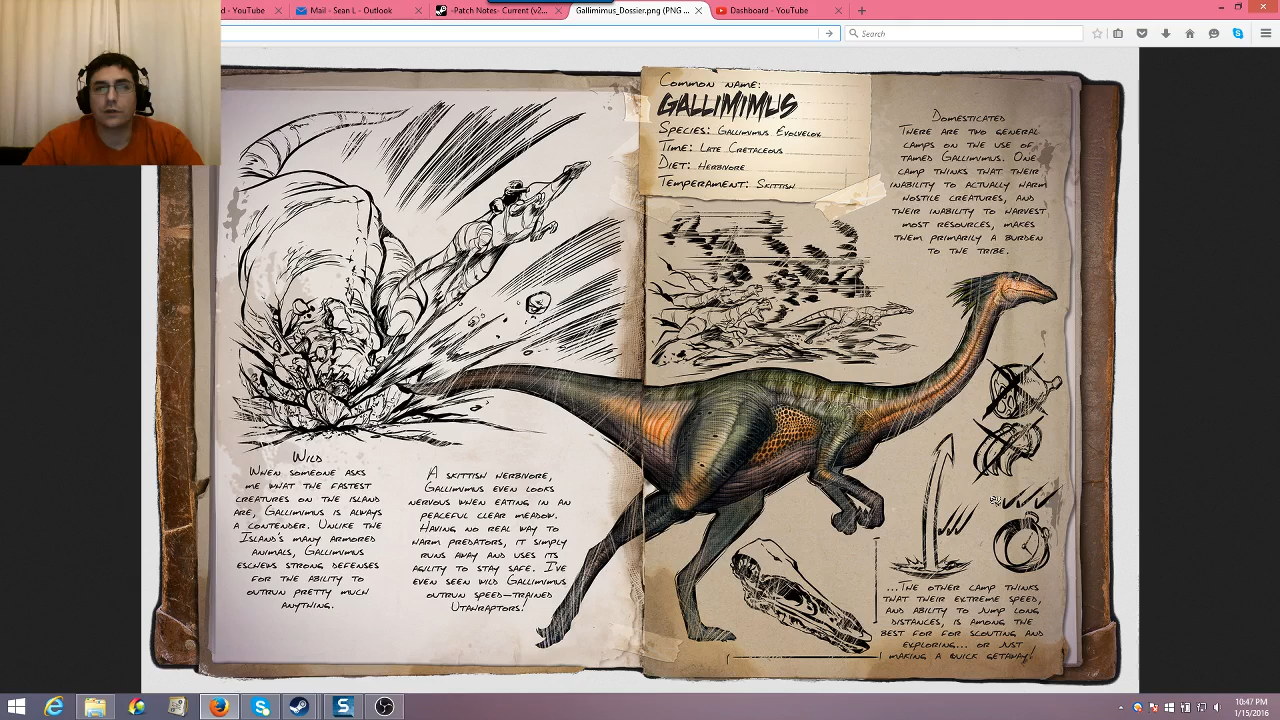 d - YouTube
Mail - Sean L - Outlook
-Patch Notes- Current (v2...
Gallimimus_Dossier.png (PNG ...
Dashboard - YouTube
Search
Common name:
GALLIMIMUS
Species: Gallimimus Evolvelox
Time: Late Cretaceous
Diet: Herbivore
Temperament: Skittish
Domesticated
There are two general
camps on the use of
tamed Gallimimus. One
camp thinks that their
inability to actually harm
hostile creatures, and
their inability to harvest
most resources, makes
them primarily a burden
to the tribe.
Wild
When someone asks
me what the fastest
creatures on the island
are, Gallimimus is always
a contender. Unlike the
Island's many armored
animals, Gallimimus
eschews strong defenses
for the ability to
outrun pretty much
anything.
A skittish herbivore,
Gallimimus even looks
nervous when eating in an
peaceful clear meadow.
Having no real way to
harm predators, it simply
runs away and uses its
agility to stay safe. I've
even seen wild Gallimimus
outrun speed-trained
Utahraptors!
...The other camp thinks
that their extreme speed,
and ability to jump long
distances, is among the
best for for scouting and
exploring... or just
making a quick getaway!
10:47 PM
1/15/2016